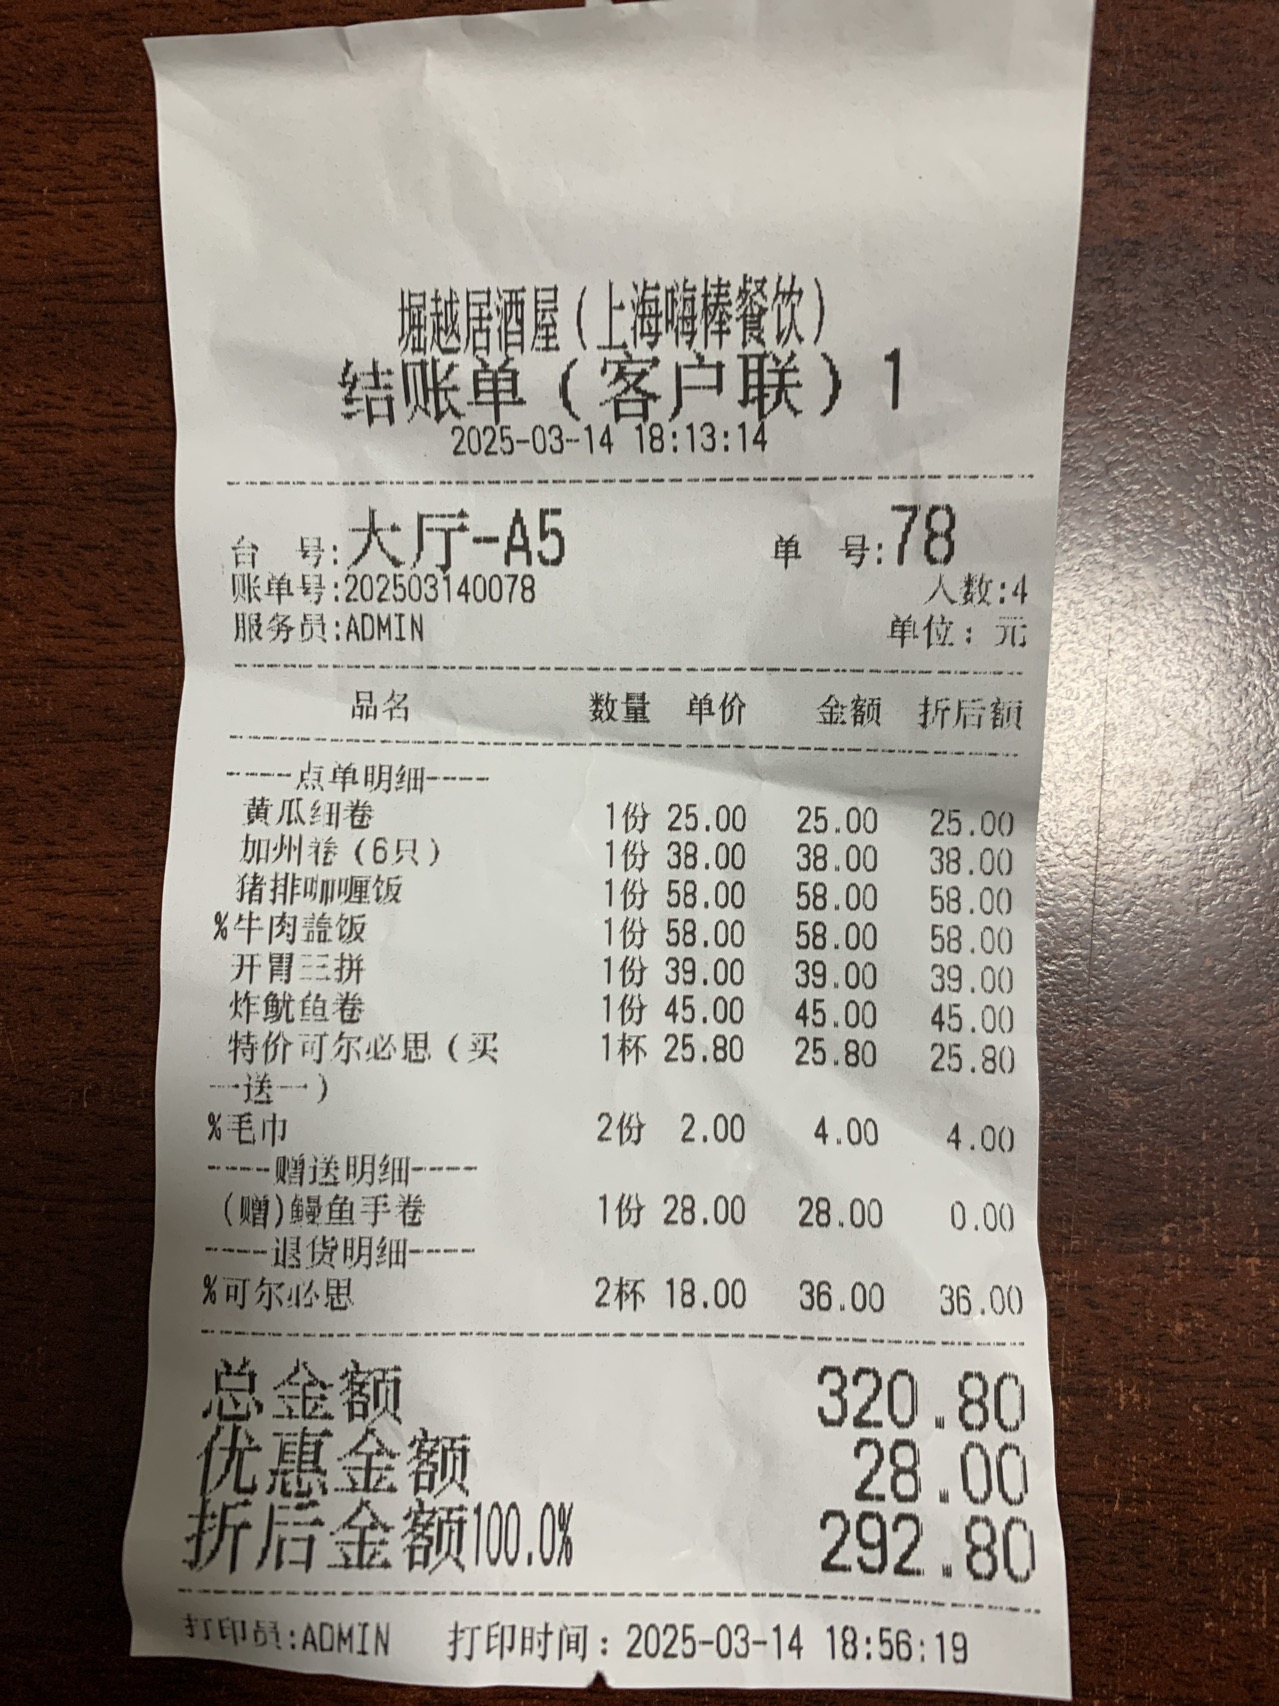 堀越居酒屋（上海嗨棒餐饮）
结账单（客户联）1
2025-03-14 18:13:14
台 号:大厅-A5 单 号:78
账单号:202503140078 人数:4
服务员:ADMIN 单位：元
品名 数量 单价 金额 折后额
----点单明细----
黄瓜细卷 1份 25.00 25.00 25.00
加州卷（6只） 1份 38.00 38.00 38.00
猪排咖喱饭 1份 58.00 58.00 58.00
%牛肉盖饭 1份 58.00 58.00 58.00
开胃三拼 1份 39.00 39.00 39.00
炸鱿鱼卷 1份 45.00 45.00 45.00
特价可尔必思（买 1杯 25.80 25.80 25.80
一送一）
%毛巾 2份 2.00 4.00 4.00
----赠送明细----
(赠)鳗鱼手卷 1份 28.00 28.00 0.00
----退货明细----
%可尔必思 2杯 18.00 36.00 36.00
总金额 320.80
优惠金额 28.00
折后金额100.0% 292.80
打印员:ADMIN 打印时间：2025-03-14 18:56:19